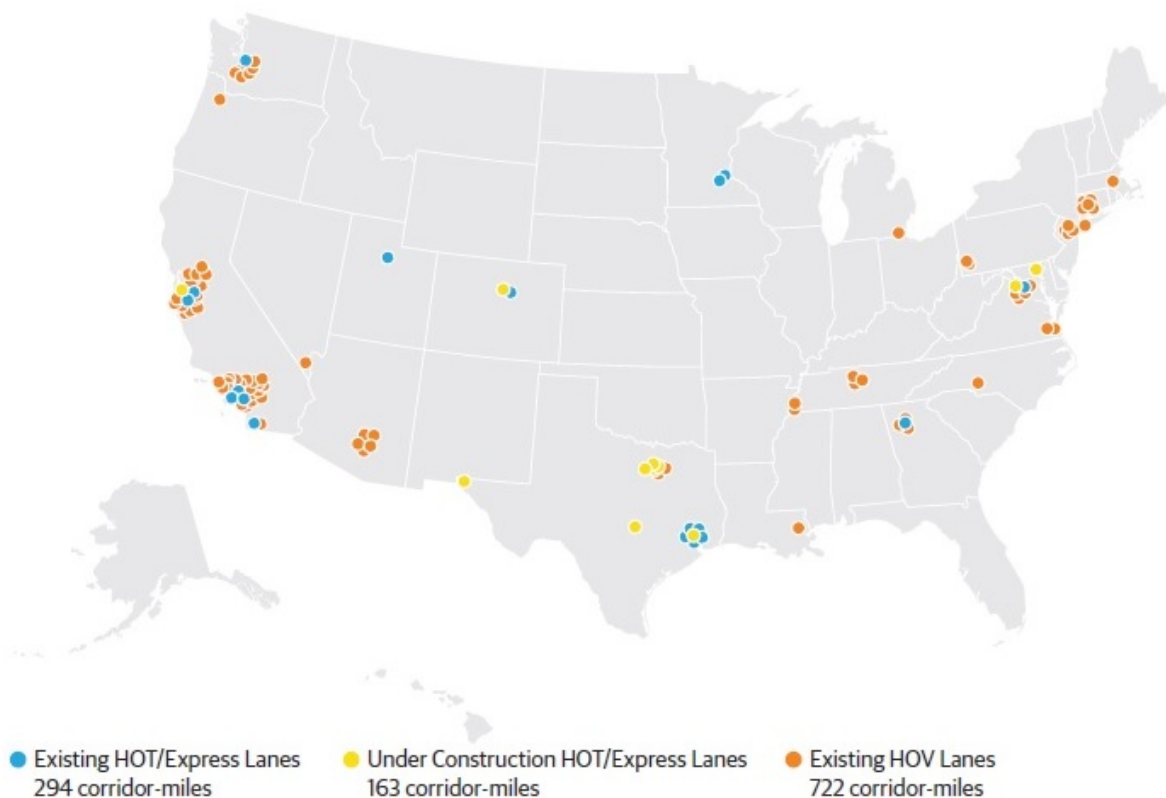 Existing HOT/Express Lanes
294 corridor-miles
Under Construction HOT/Express Lanes
163 corridor-miles
Existing HOV Lanes
722 corridor-miles